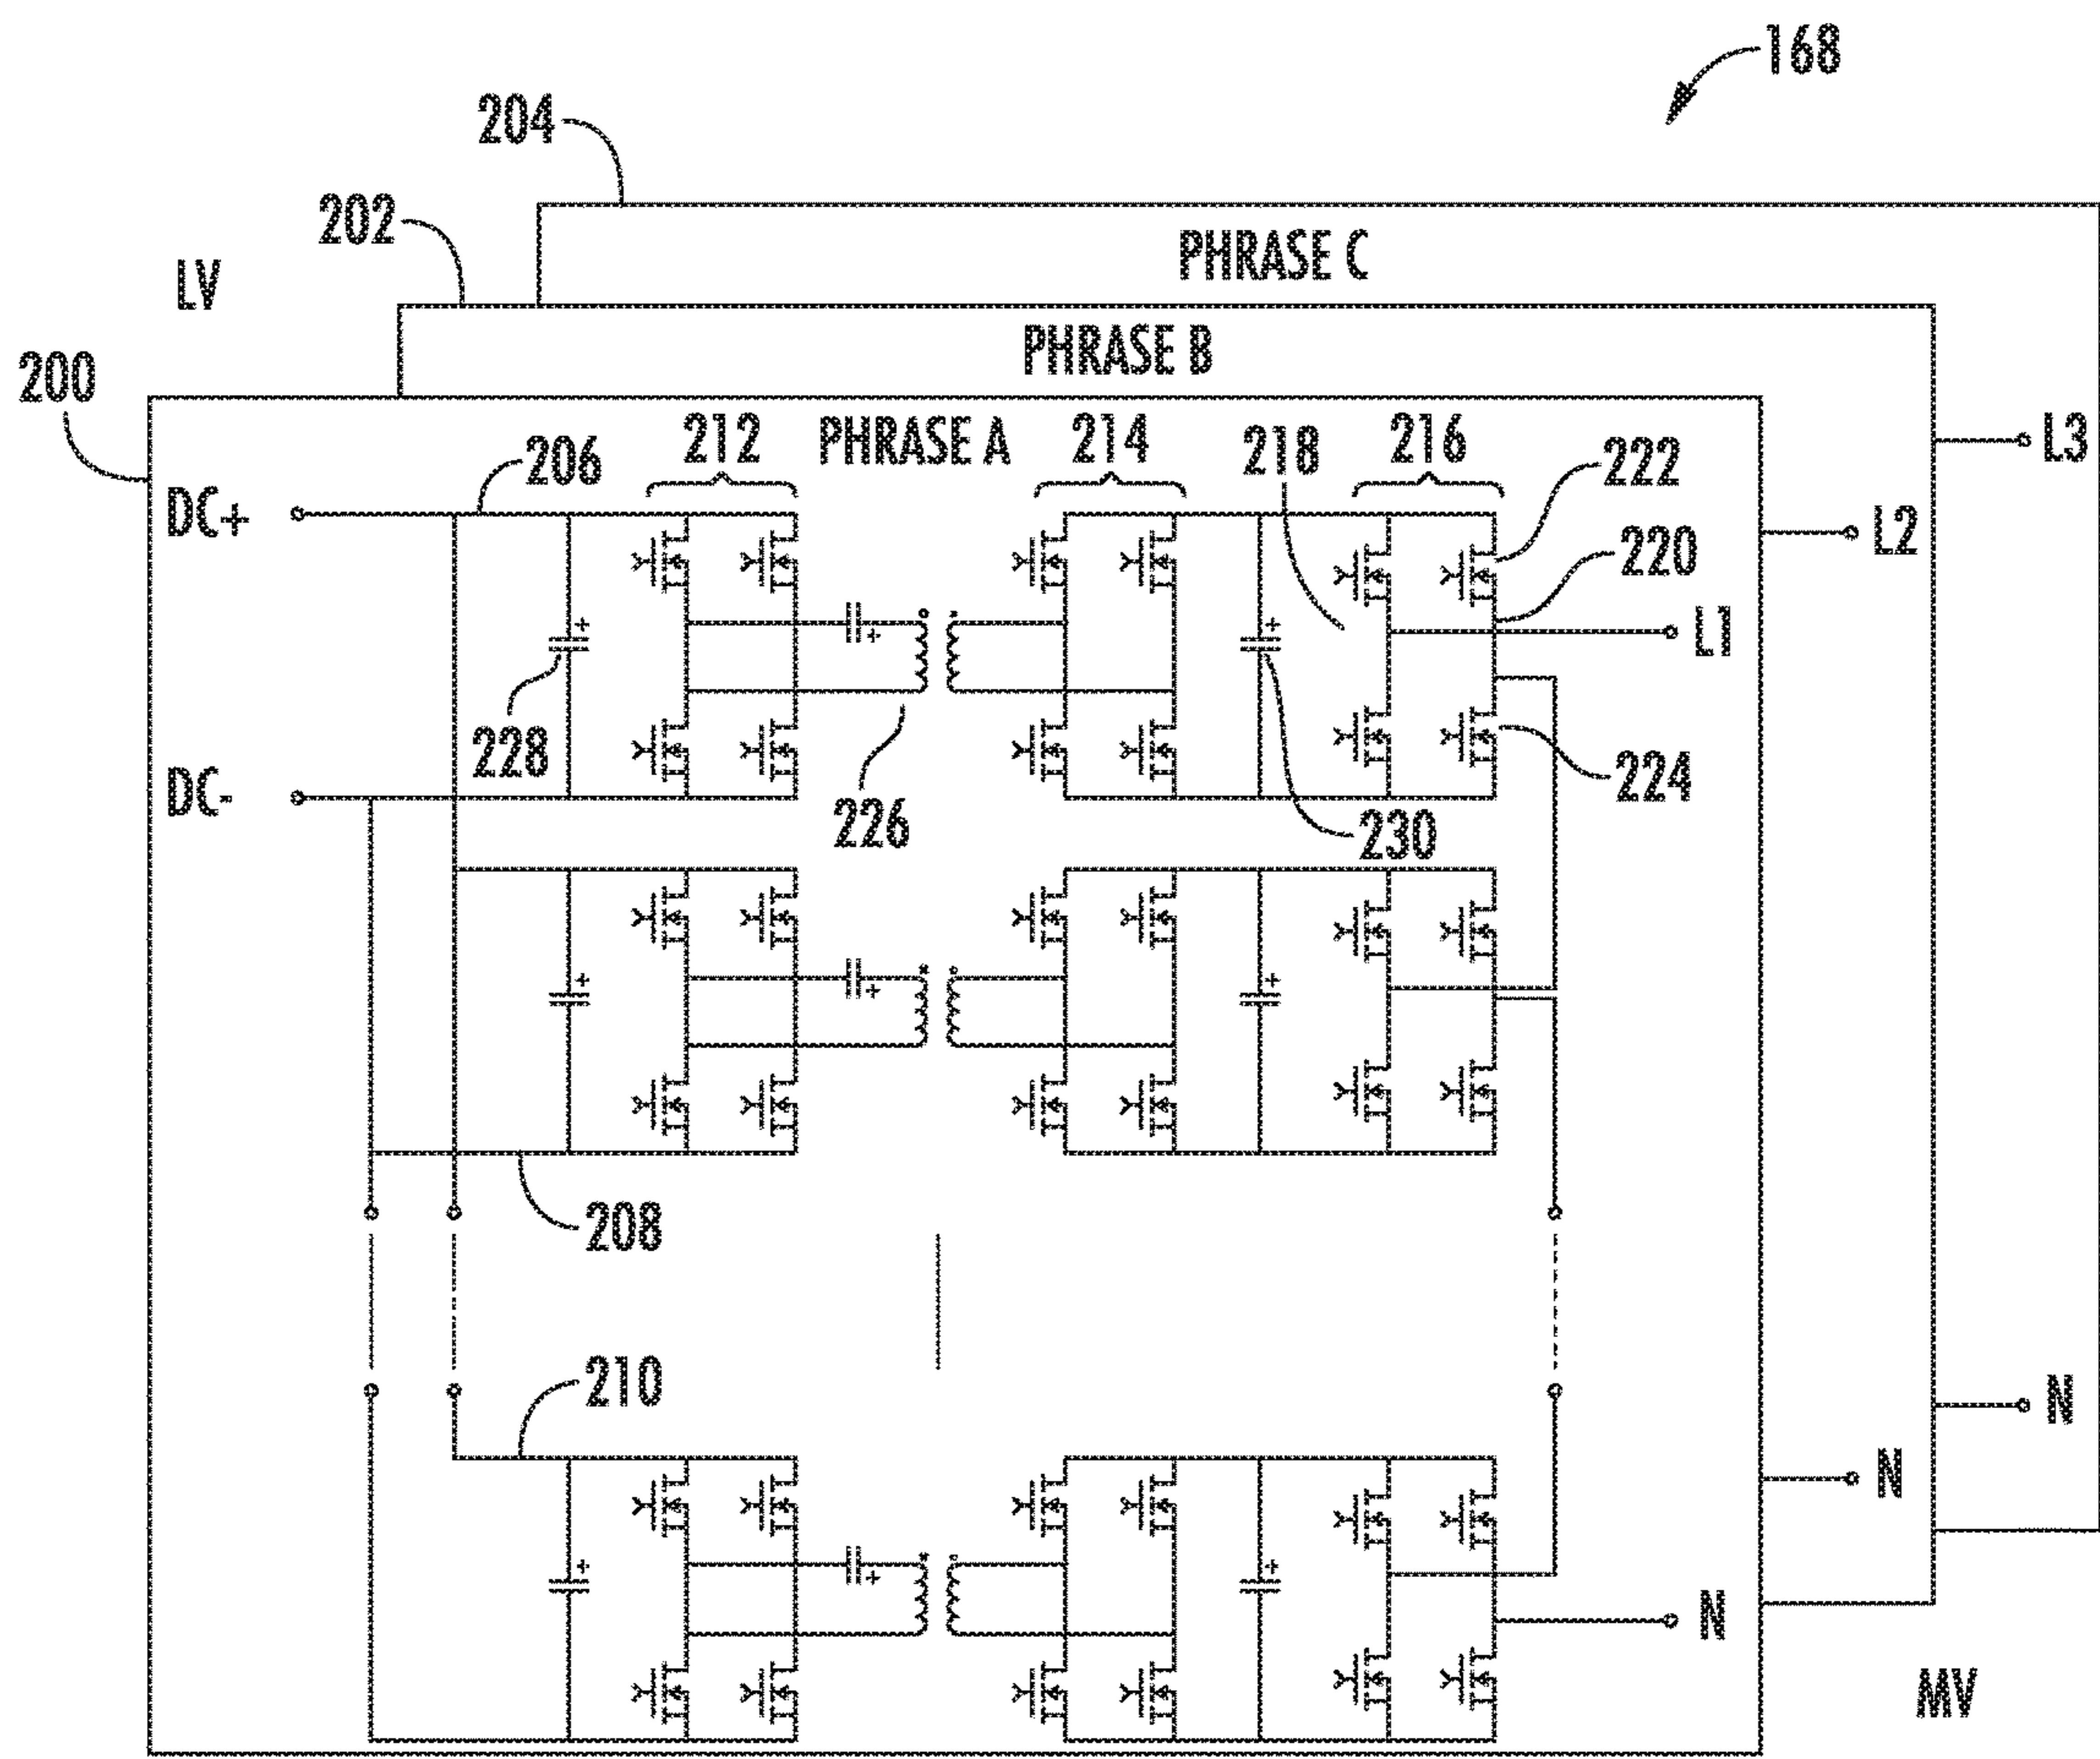 168
204
202
PHRASE C
LV
PHRASE B
200
PHRASE A
212
214
218
216
222
L3
206
DC+
L2
220
L1
228
DC-
226
224
230
208
210
N
N
N
MV